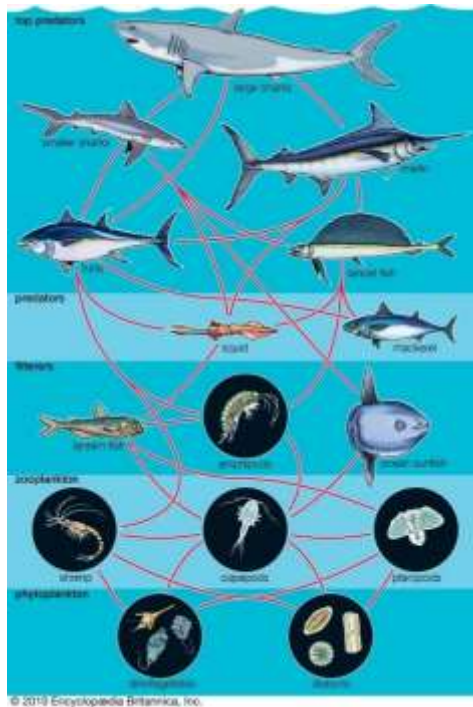 top predators
large sharks
smaller sharks
marlin
tuna
lancet fish
predators
squid
mackerel
filterers
lantern fish
amphipods
ocean sunfish
zooplankton
shrimp
copepods
pteropods
phytoplankton
dinoflagellates
diatoms
© 2010 Encyclopædia Britannica, Inc.